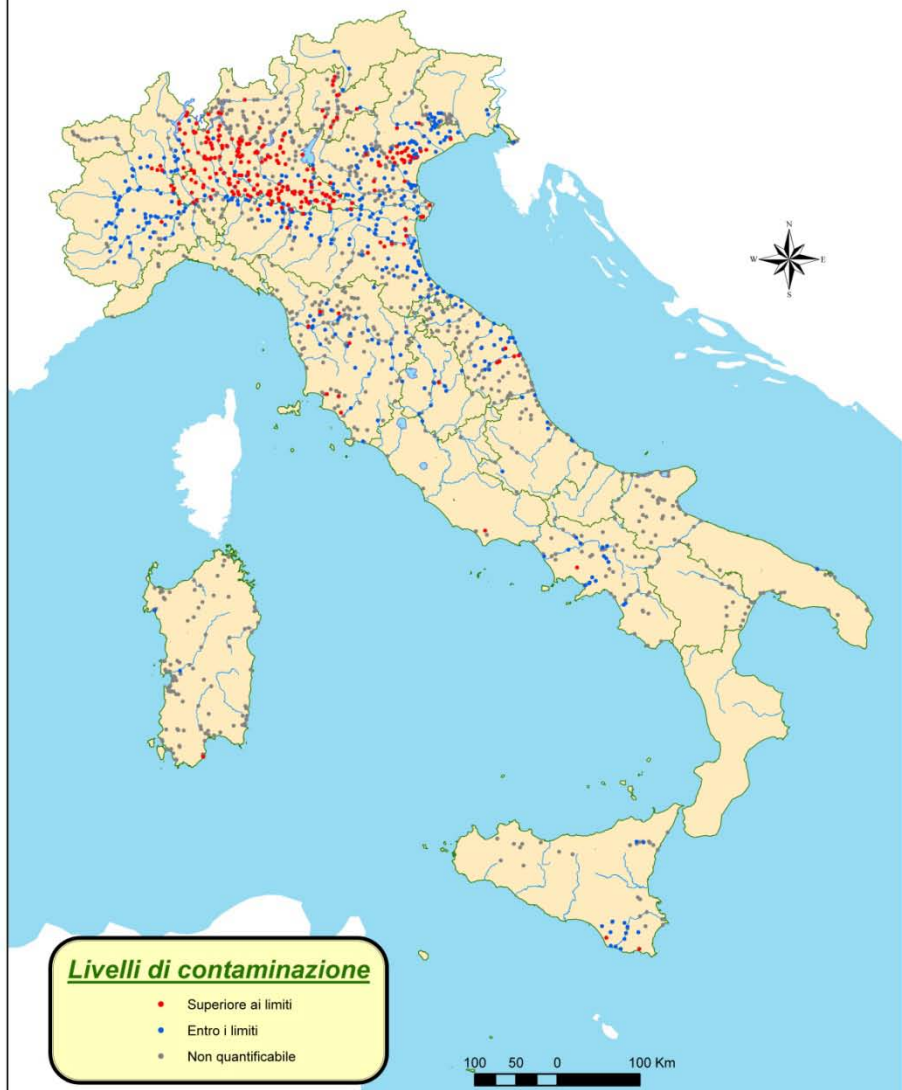 N
W E
S
Livelli di contaminazione
Superiore ai limiti
Entro i limiti
Non quantificabile
100 50 0 100 Km